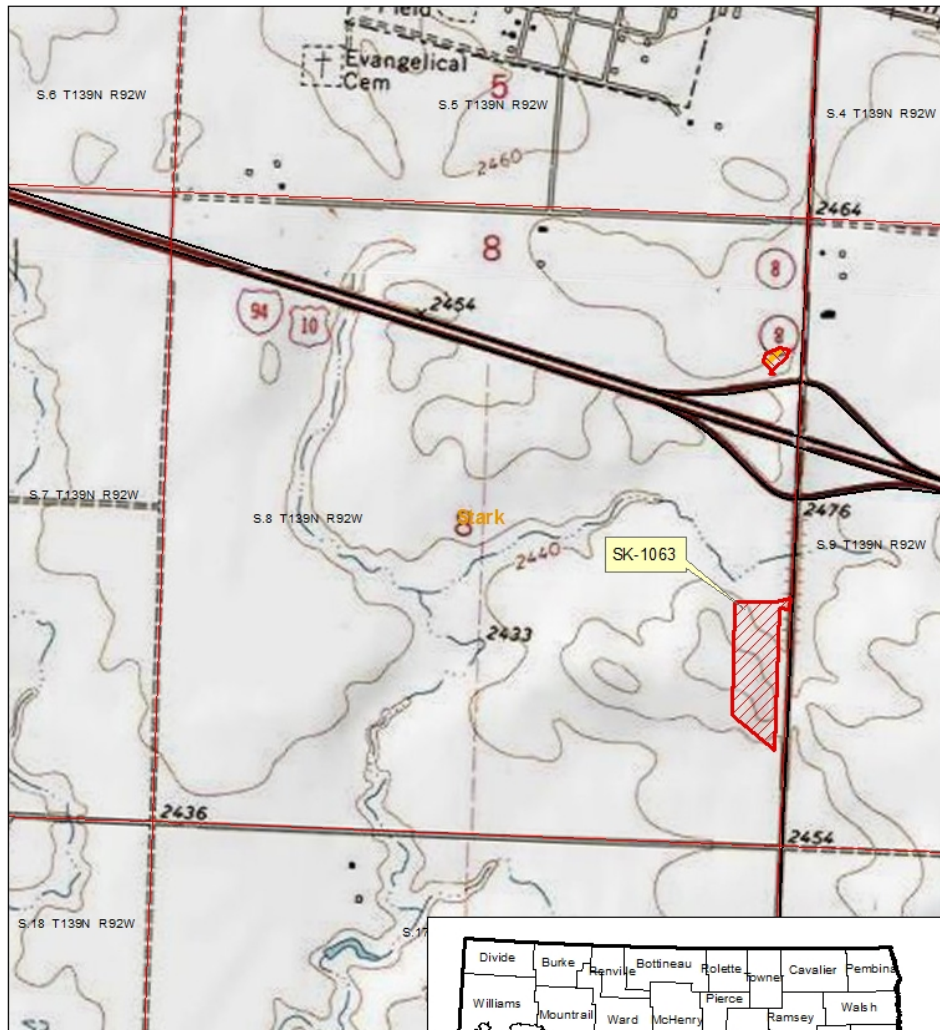 Field
Evangelical
Cem
5
S.6 T139N R92W
S.5 T139N R92W
S.4 T139N R92W
2460
2464
8
8
94
10
2454
8
S.7 T139N R92W
S.8 T139N R92W
8
Stark
2476
S.9 T139N R92W
2440
SK-1063
2433
2436
2454
S.18 T139N R92W
S.17
Divide
Burke
Renville
Bottineau
Rolette
Towner
Cavalier
Pembina
Williams
Mountrail
Ward
McHenry
Pierce
Ramsey
Walsh